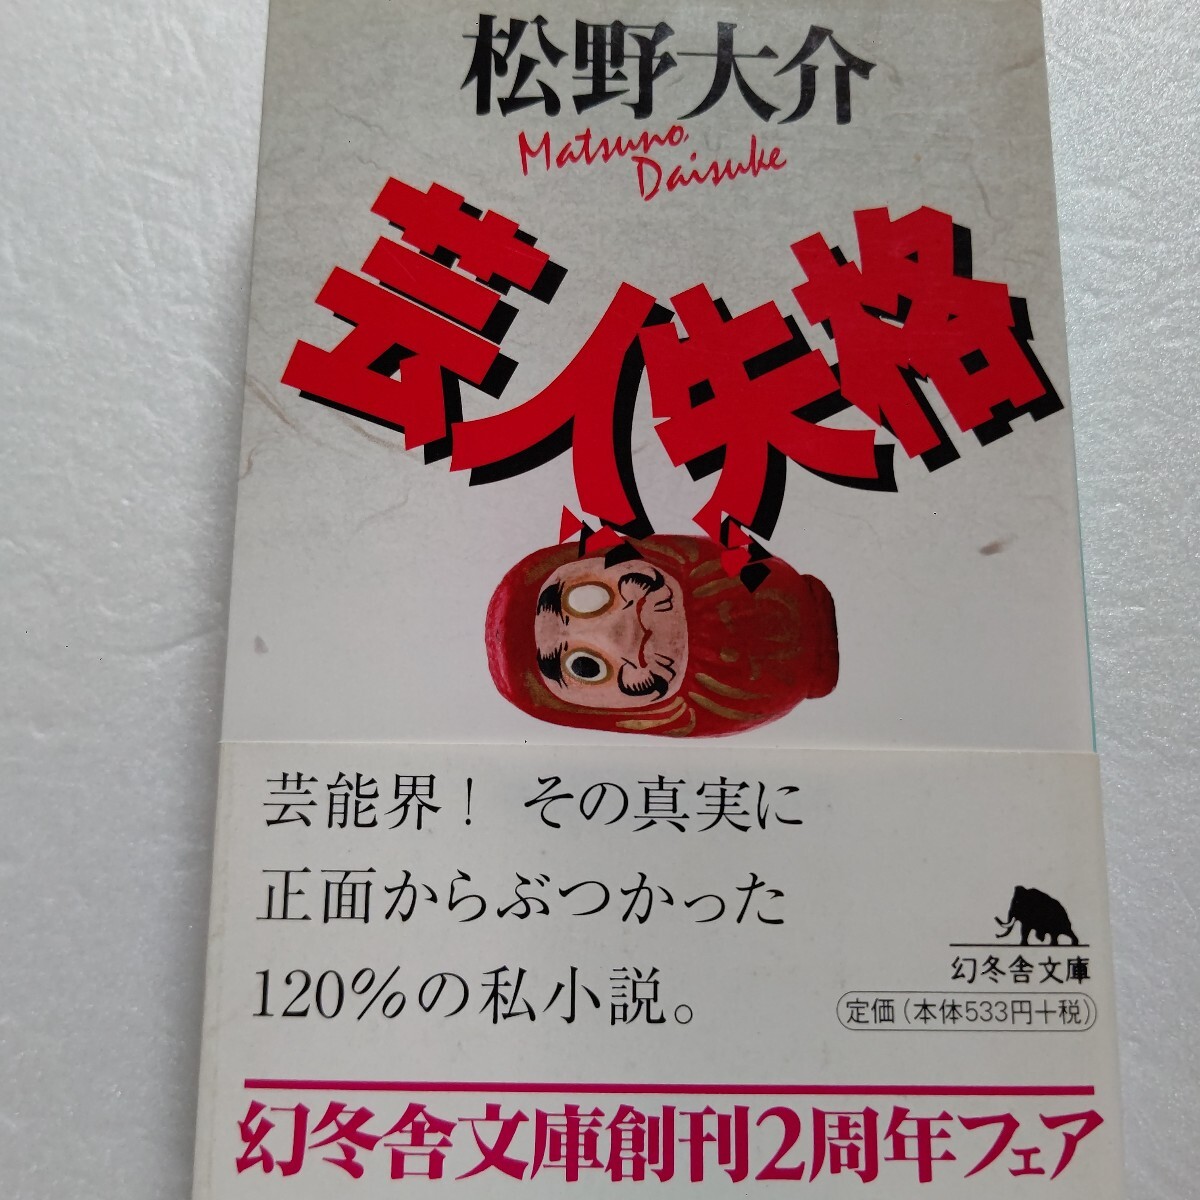 松野大介
Matsuno,
Daisuke
芸人失格
芸能界！ その真実に
正面からぶつかった
120%の私小説。
幻冬舎文庫
定価（本体533円＋税）
幻冬舎文庫創刊2周年フェア